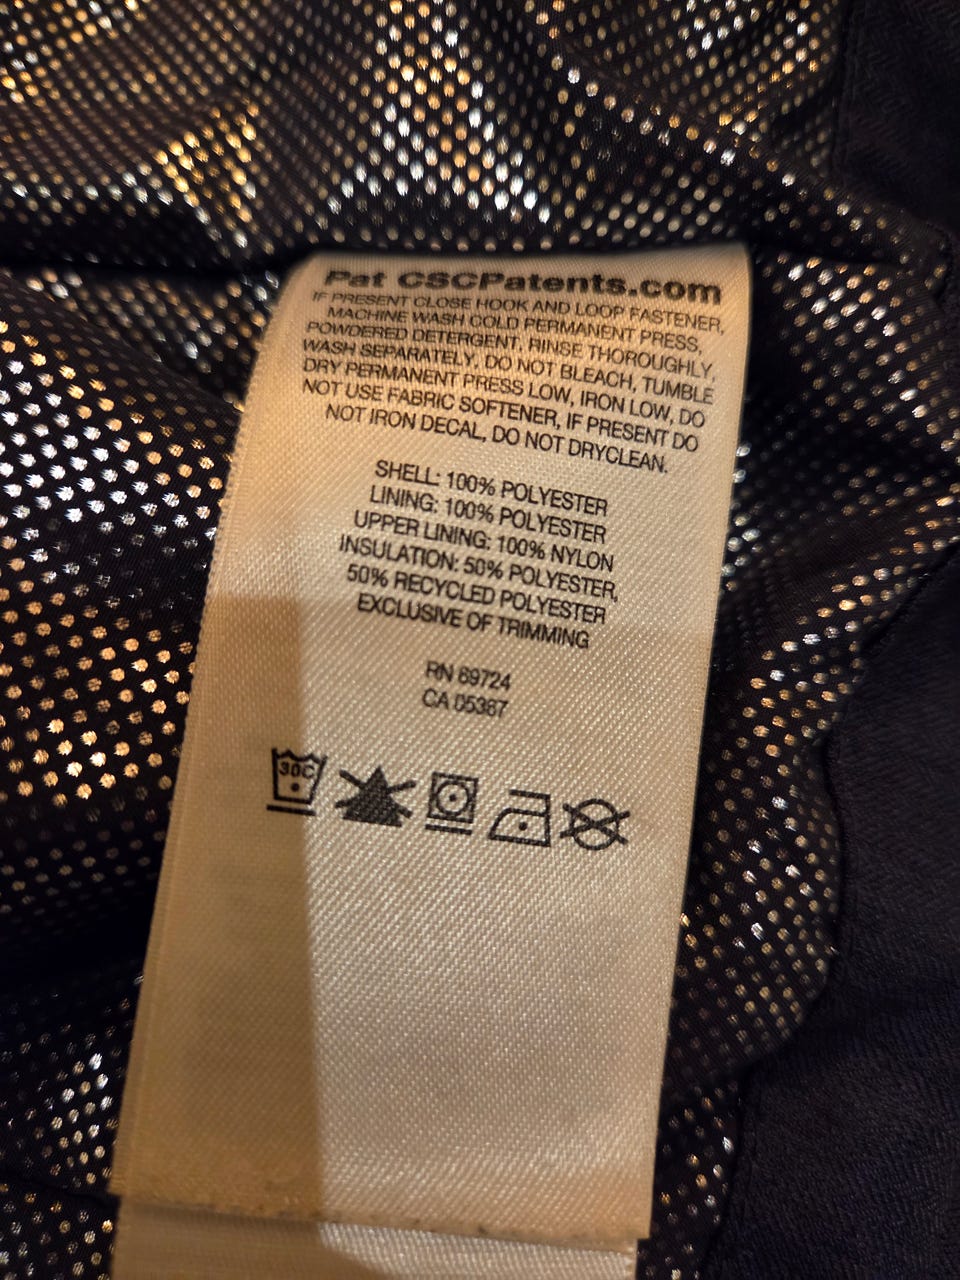 Pat CSCPatents.com
IF PRESENT CLOSE HOOK AND LOOP FASTENER,
MACHINE WASH COLD PERMANENT PRESS,
POWDERED DETERGENT, RINSE THOROUGHLY,
WASH SEPARATELY, DO NOT BLEACH, TUMBLE
DRY PERMANENT PRESS LOW, IRON LOW, DO
NOT USE FABRIC SOFTENER, IF PRESENT DO
NOT IRON DECAL, DO NOT DRYCLEAN.
SHELL: 100% POLYESTER
LINING: 100% POLYESTER
UPPER LINING: 100% NYLON
INSULATION: 50% POLYESTER,
50% RECYCLED POLYESTER
EXCLUSIVE OF TRIMMING
RN 69724
CA 05367
30C